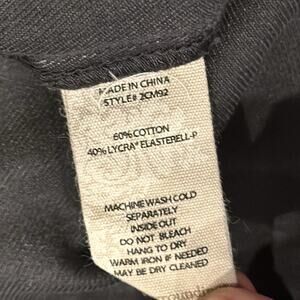 MADE IN CHINA
STYLE# 2CM92
60% COTTON
40% LYCRA® ELASTERELL-P
MACHINE WASH COLD
SEPARATELY
INSIDE OUT
DO NOT BLEACH
HANG TO DRY
WARM IRON IF NEEDED
MAY BE DRY CLEANED